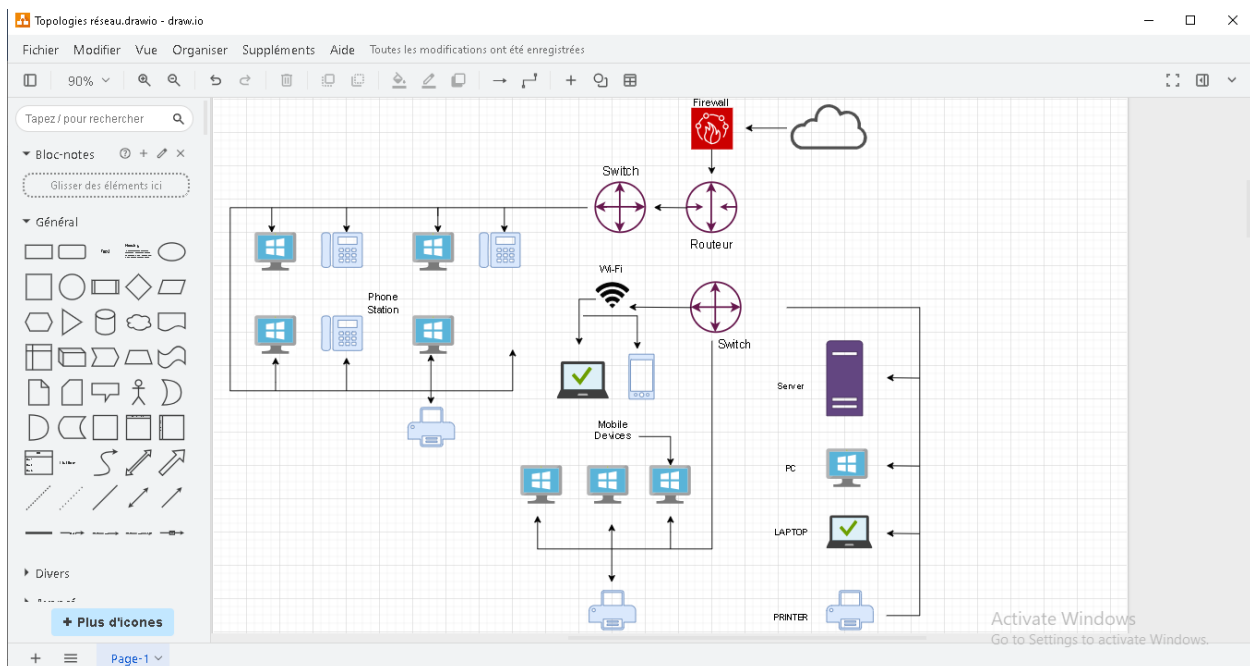 Topologies réseau.drawio - draw.io
Fichier Modifier Vue Organiser Suppléments Aide Toutes les modifications ont été enregistrées
90%
Tapez / pour rechercher
Bloc-notes
Glisser des éléments ici
Général
Divers
+ Plus d'icones
Page-1
Firewall
Switch
Routeur
Wi-Fi
Phone
Station
Switch
Server
Mobile
Devices
PC
LAPTOP
PRINTER
Activate Windows
Go to Settings to activate Windows.